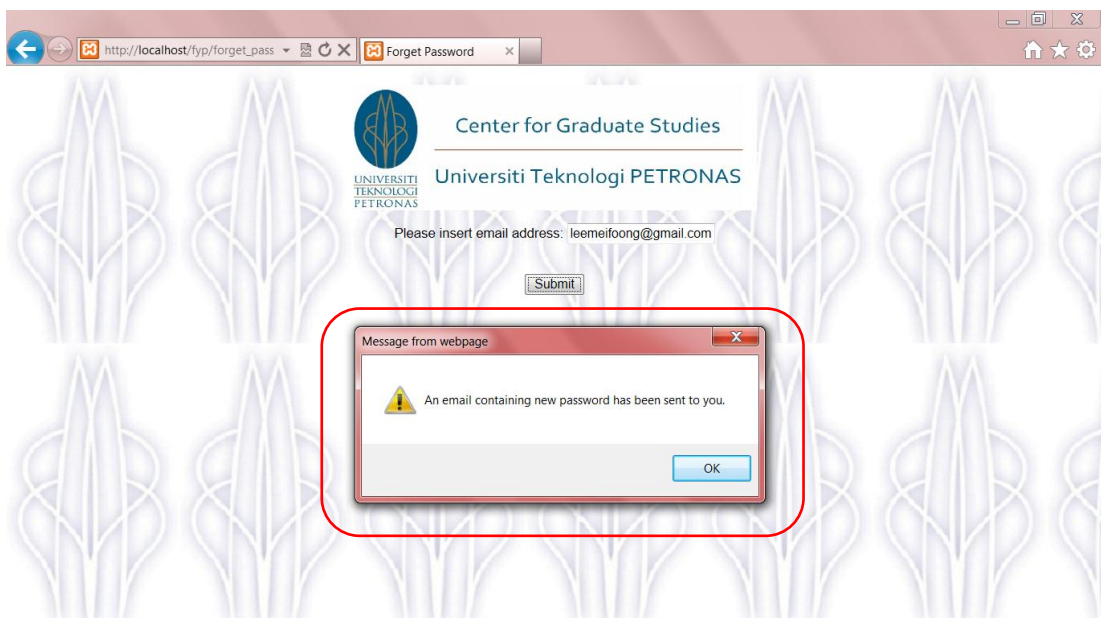 http://localhost/fyp/forget_pass
Forget Password
Center for Graduate Studies
Universiti Teknologi PETRONAS
UNIVERSITI
TEKNOLOGI
PETRONAS
Please insert email address: leemeifoong@gmail.com
Submit
Message from webpage
An email containing new password has been sent to you.
OK